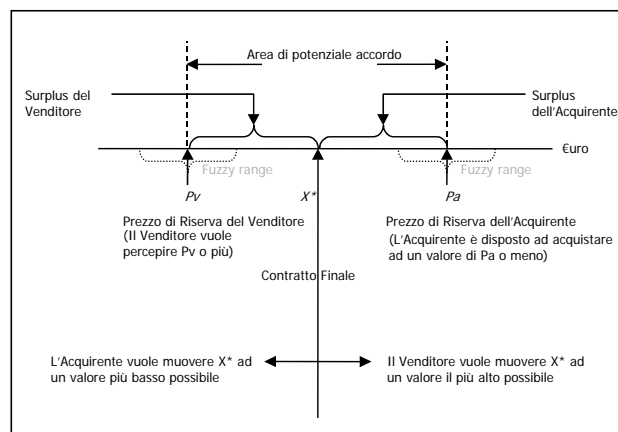 Area di potenziale accordo
Surplus del
Venditore
Surplus
dell'Acquirente
€uro
Fuzzy range
Fuzzy range
Pv
X*
Pa
Prezzo di Riserva del Venditore
(Il Venditore vuole
percepire Pv o più)
Prezzo di Riserva dell'Acquirente
(L'Acquirente è disposto ad acquistare
ad un valore di Pa o meno)
Contratto Finale
L'Acquirente vuole muovere X* ad
un valore più basso possibile
Il Venditore vuole muovere X* ad
un valore il più alto possibile